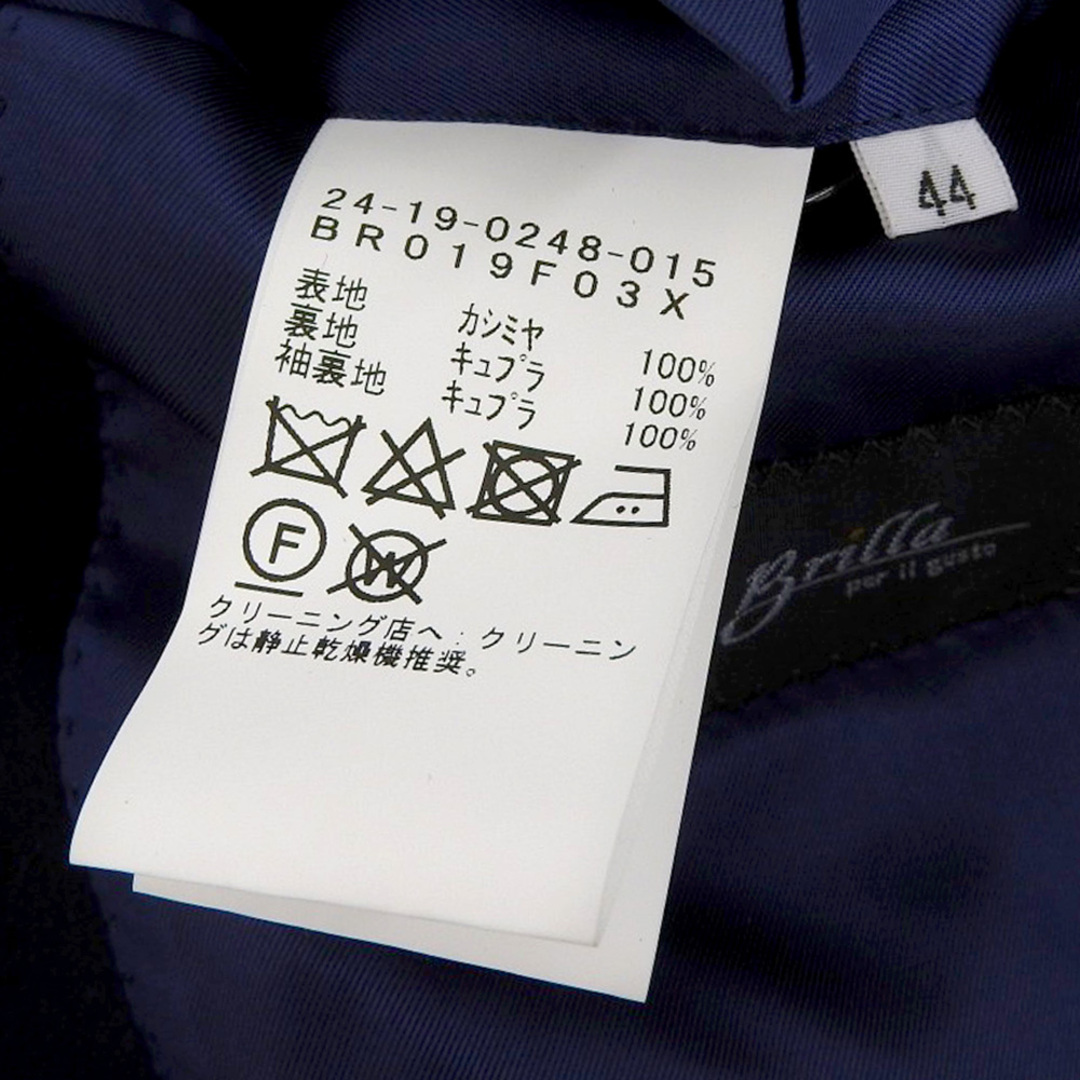 24-19-0248-015
BR019F03X
表地 カシミヤ 100%
裏地 キュプラ 100%
袖裏地 キュプラ 100%
F
W
クリーニング店へ:クリーニン
グは静止乾燥機推奨。
44
Brilla
per il gusto